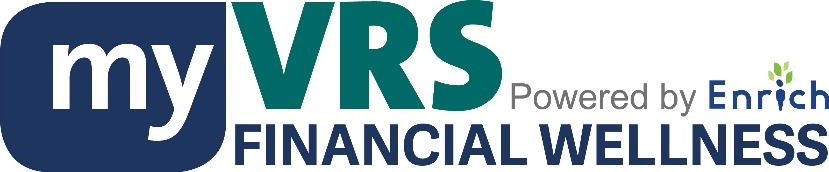 myVRS Powered by Enrich
FINANCIAL WELLNESS